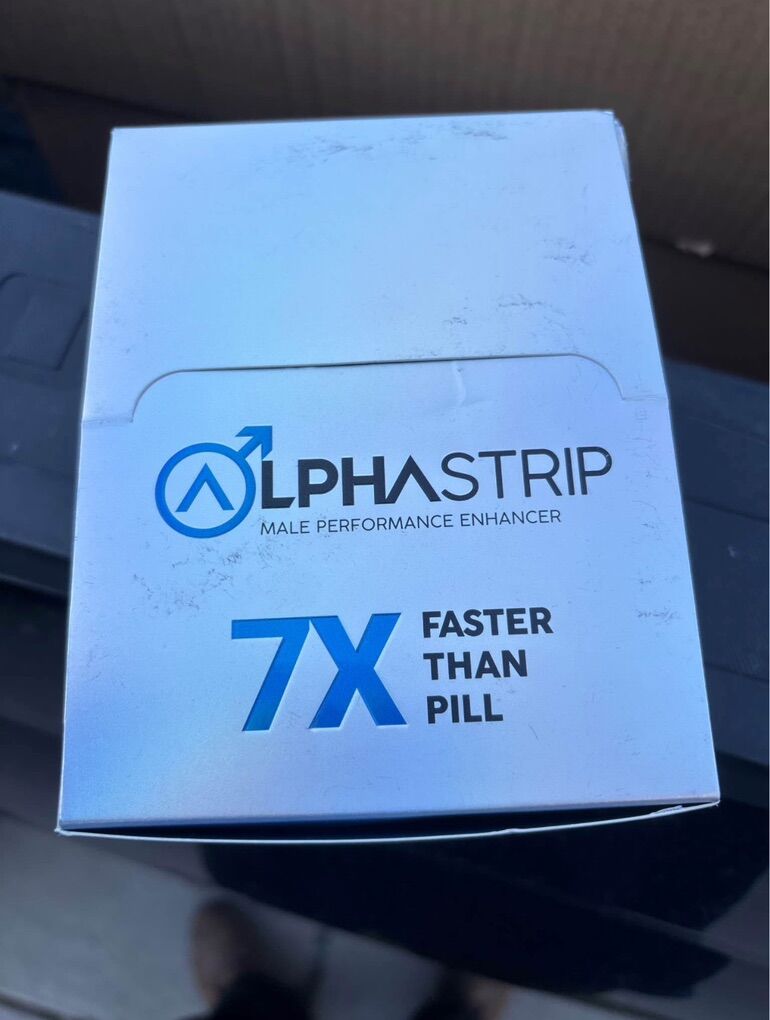 ALPHASTRIP
MALE PERFORMANCE ENHANCER
7X FASTER
THAN
PILL